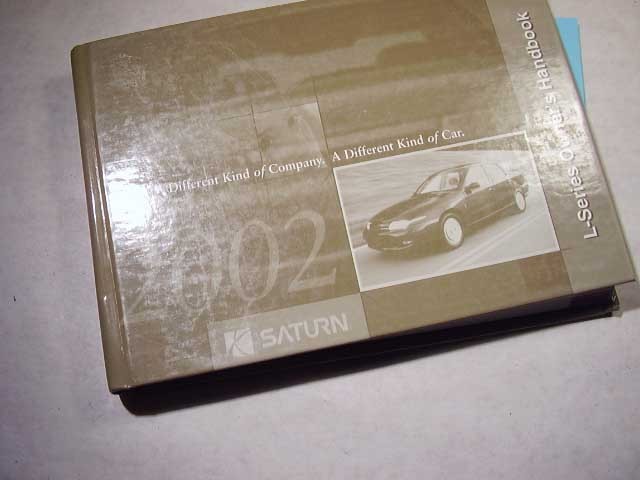 A Different Kind of Company. A Different Kind of Car.
2002
SATURN
L-Series Owner's Handbook